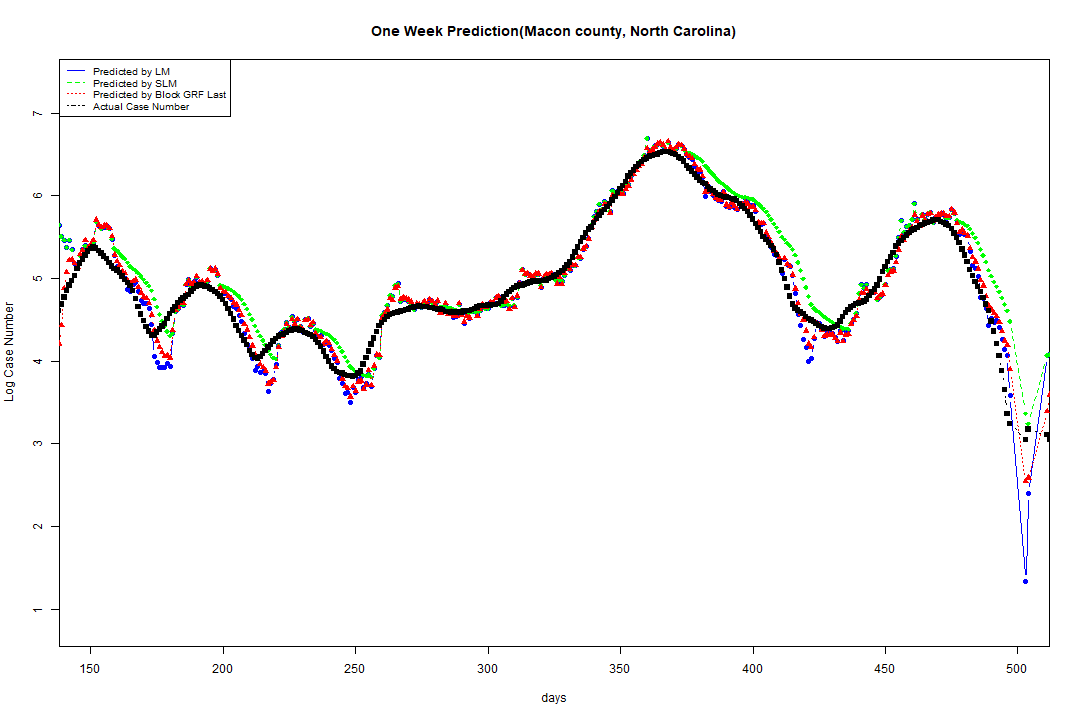 One Week Prediction(Macon county, North Carolina)
Predicted by LM
Predicted by SLM
Predicted by Block GRF Last
Actual Case Number
7
6
5
4
3
2
1
Log Case Number
150 200 250 300 350 400 450 500
days